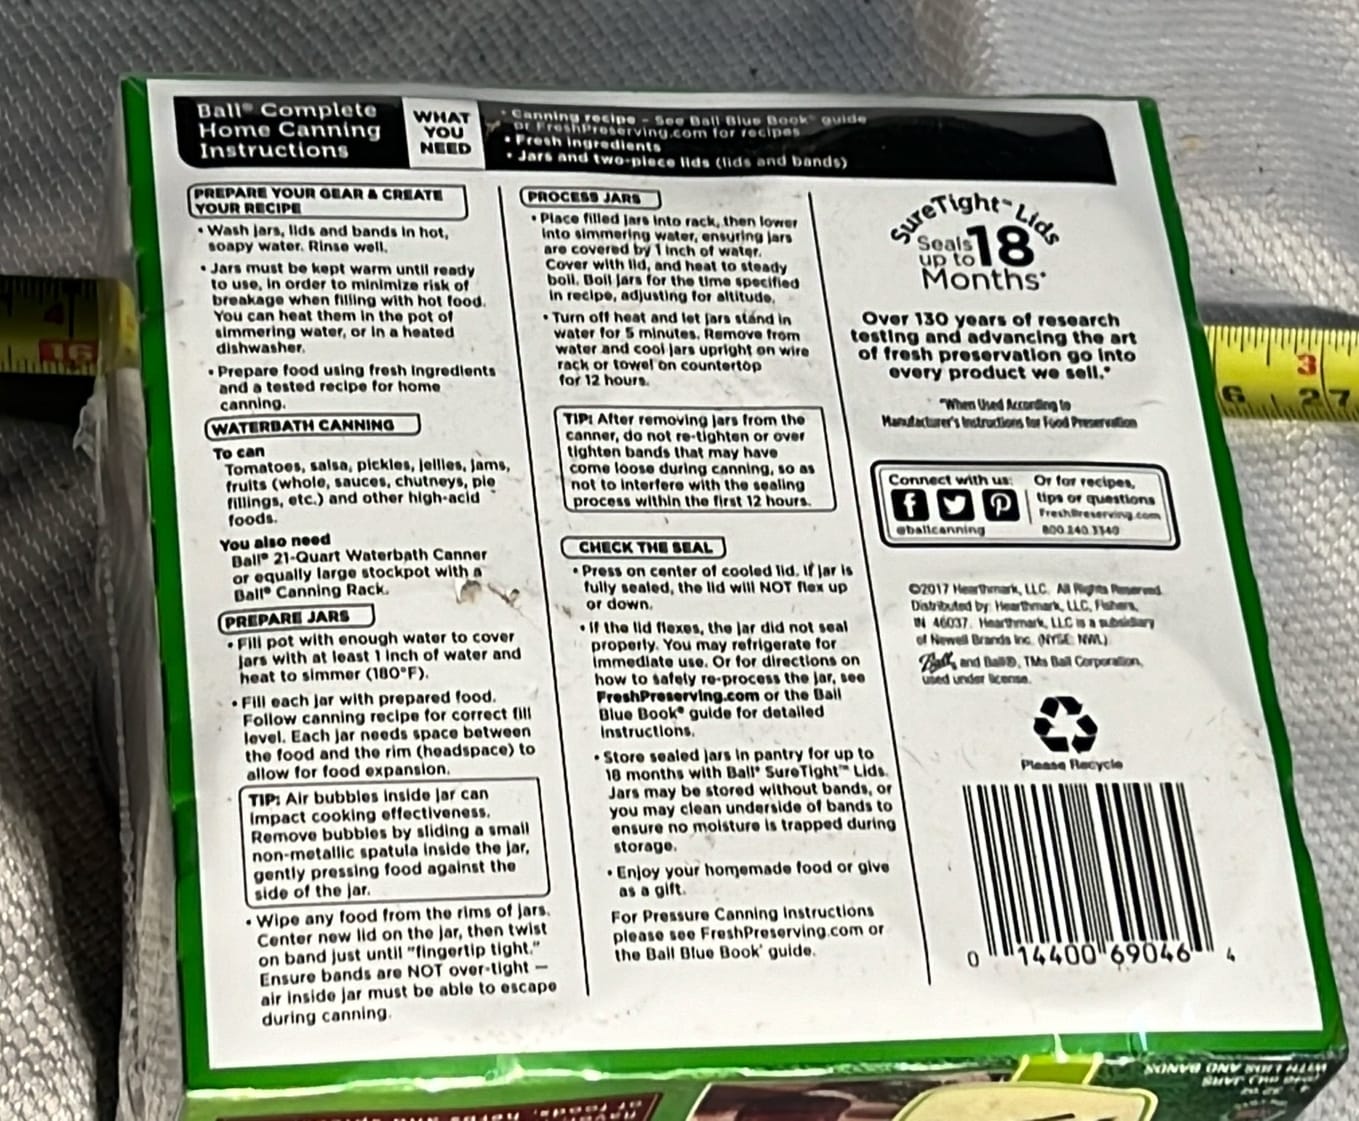 Ball® Complete
Home Canning
Instructions
WHAT
YOU
NEED
• Canning recipe - See Ball Blue Book® guide
or FreshPreserving.com for recipes
• Fresh ingredients
• Jars and two-piece lids (lids and bands)
PREPARE YOUR GEAR & CREATE
YOUR RECIPE
• Wash jars, lids and bands in hot,
soapy water. Rinse well.
• Jars must be kept warm until ready
to use, in order to minimize risk of
breakage when filling with hot food.
You can heat them in the pot of
simmering water, or in a heated
dishwasher.
• Prepare food using fresh ingredients
and a tested recipe for home
canning.
WATERBATH CANNING
To can
Tomatoes, salsa, pickles, jellies, jams,
fruits (whole, sauces, chutneys, pie
fillings, etc.) and other high-acid
foods.
You also need
Ball® 21-Quart Waterbath Canner
or equally large stockpot with a
Ball® Canning Rack.
PREPARE JARS
• Fill pot with enough water to cover
jars with at least 1 inch of water and
heat to simmer (180°F).
• Fill each jar with prepared food.
Follow canning recipe for correct fill
level. Each jar needs space between
the food and the rim (headspace) to
allow for food expansion.
TIP: Air bubbles inside jar can
impact cooking effectiveness.
Remove bubbles by sliding a small
non-metallic spatula inside the jar,
gently pressing food against the
side of the jar.
• Wipe any food from the rims of jars.
Center new lid on the jar, then twist
on band just until "fingertip tight."
Ensure bands are NOT over-tight —
air inside jar must be able to escape
during canning.
PROCESS JARS
• Place filled jars into rack, then lower
into simmering water, ensuring jars
are covered by 1 inch of water.
Cover with lid, and heat to steady
boil. Boil jars for the time specified
in recipe, adjusting for altitude.
• Turn off heat and let jars stand in
water for 5 minutes. Remove from
water and cool jars upright on wire
rack or towel on countertop
for 12 hours.
TIP: After removing jars from the
canner, do not re-tighten or over
tighten bands that may have
come loose during canning, so as
not to interfere with the sealing
process within the first 12 hours.
CHECK THE SEAL
• Press on center of cooled lid. If jar is
fully sealed, the lid will NOT flex up
or down.
• If the lid flexes, the jar did not seal
properly. You may refrigerate for
immediate use. Or for directions on
how to safely re-process the jar, see
FreshPreserving.com or the Ball
Blue Book® guide for detailed
instructions.
• Store sealed jars in pantry for up to
18 months with Ball® SureTight™ Lids.
Jars may be stored without bands, or
you may clean underside of bands to
ensure no moisture is trapped during
storage.
• Enjoy your homemade food or give
as a gift.
For Pressure Canning Instructions
please see FreshPreserving.com or
the Ball Blue Book® guide.
SureTight™ Lids
Seals
up to 18
Months*
Over 130 years of research
testing and advancing the art
of fresh preservation go into
every product we sell.*
*When Used According to
Manufacturer's Instructions for Food Preservation
Connect with us:
@ballcanning
Or for recipes,
tips or questions
FreshPreserving.com
800.240.3340
©2017 Hearthmark, LLC. All Rights Reserved.
Distributed by: Hearthmark, LLC, Fishers,
IN 46037. Hearthmark, LLC is a subsidiary
of Newell Brands Inc. (NYSE: NWL)
Ball, and Ball®, TMs Ball Corporation,
used under license.
Please Recycle
0 14400 69046 4
4
16
3
6 27
WITH LIDS AND BANDS